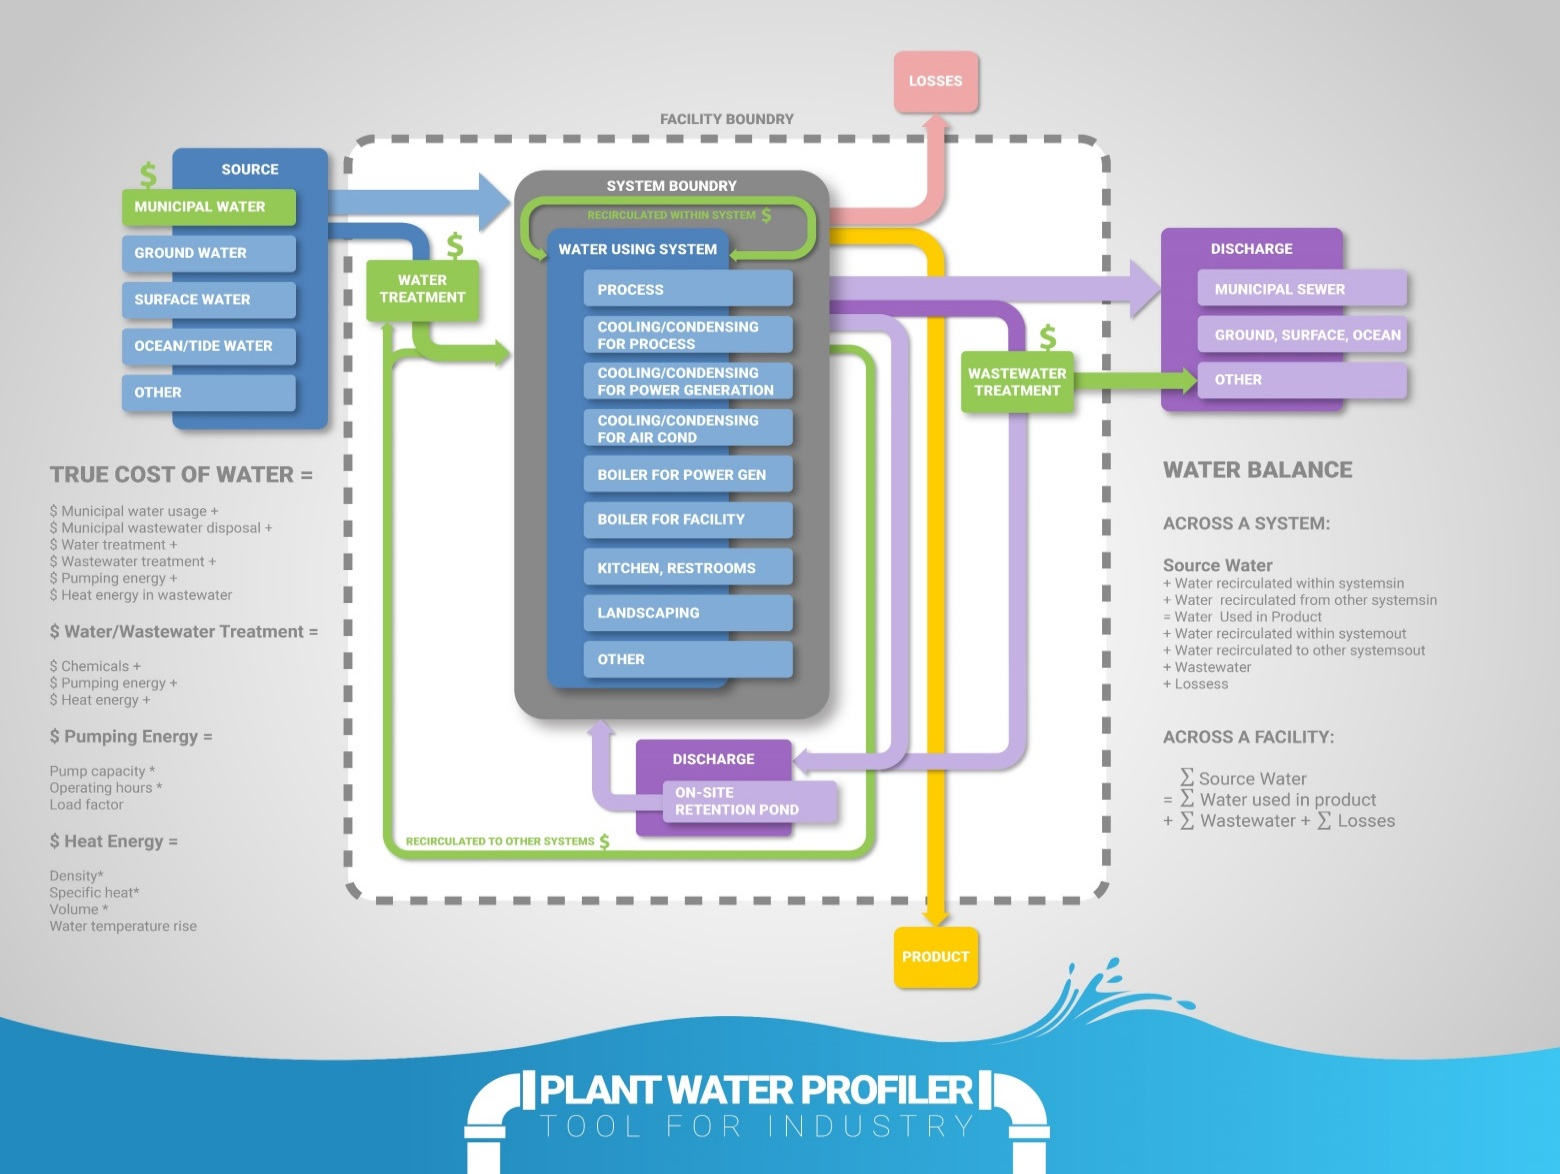 LOSSES
FACILITY BOUNDRY
$
SOURCE
MUNICIPAL WATER
GROUND WATER
SURFACE WATER
OCEAN/TIDE WATER
OTHER
$
WATER
TREATMENT
SYSTEM BOUNDRY
RECIRCULATED WITHIN SYSTEM $
WATER USING SYSTEM
PROCESS
COOLING/CONDENSING
FOR PROCESS
COOLING/CONDENSING
FOR POWER GENERATION
COOLING/CONDENSING
FOR AIR COND
BOILER FOR POWER GEN
BOILER FOR FACILITY
KITCHEN, RESTROOMS
LANDSCAPING
OTHER
DISCHARGE
ON-SITE
RETENTION POND
RECIRCULATED TO OTHER SYSTEMS $
$
WASTEWATER
TREATMENT
DISCHARGE
MUNICIPAL SEWER
GROUND, SURFACE, OCEAN
OTHER
PRODUCT
TRUE COST OF WATER =
$ Municipal water usage +
$ Municipal wastewater disposal +
$ Water treatment +
$ Wastewater treatment +
$ Pumping energy +
$ Heat energy in wastewater
$ Water/Wastewater Treatment =
$ Chemicals +
$ Pumping energy +
$ Heat energy +
$ Pumping Energy =
Pump capacity *
Operating hours *
Load factor
$ Heat Energy =
Density*
Specific heat*
Volume *
Water temperature rise
WATER BALANCE
ACROSS A SYSTEM:
Source Water
+ Water recirculated within systemsin
+ Water  recirculated from other systemsin
= Water  Used in Product
+ Water recirculated within systemout
+ Water recirculated to other systemsout
+ Wastewater
+ Lossess
ACROSS A FACILITY:
∑ Source Water
= ∑ Water used in product
+ ∑ Wastewater + ∑ Losses
PLANT WATER PROFILER
TOOL FOR INDUSTRY